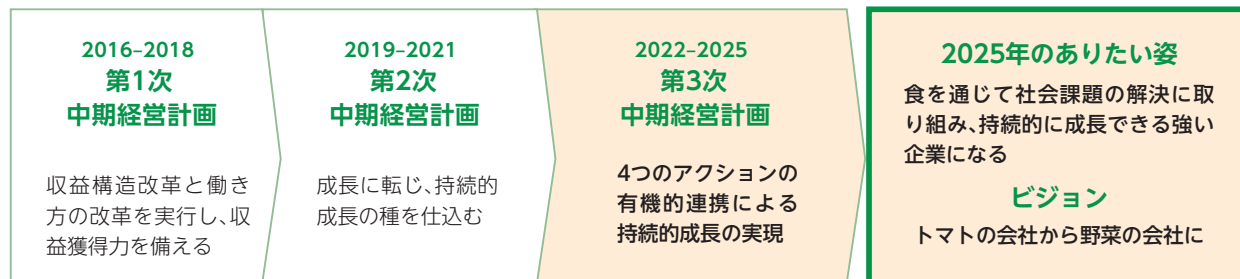 2016–2018
第1次
中期経営計画
収益構造改革と働き
方の改革を実行し、収
益獲得力を備える
2019–2021
第2次
中期経営計画
成長に転じ、持続的
成長の種を仕込む
2022–2025
第3次
中期経営計画
4つのアクションの
有機的連携による
持続的成長の実現
2025年のありたい姿
食を通じて社会課題の解決に取
り組み、持続的に成長できる強い
企業になる
ビジョン
トマトの会社から野菜の会社に